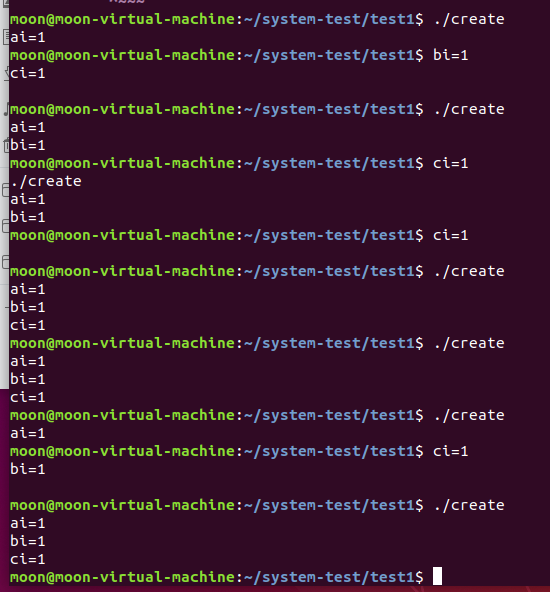 moon@moon-virtual-machine:~/system-test/test1$ ./create
ai=1
moon@moon-virtual-machine:~/system-test/test1$ bi=1
ci=1
moon@moon-virtual-machine:~/system-test/test1$ ./create
ai=1
bi=1
moon@moon-virtual-machine:~/system-test/test1$ ci=1
./create
ai=1
bi=1
moon@moon-virtual-machine:~/system-test/test1$ ci=1
moon@moon-virtual-machine:~/system-test/test1$ ./create
ai=1
bi=1
ci=1
moon@moon-virtual-machine:~/system-test/test1$ ./create
ai=1
bi=1
ci=1
moon@moon-virtual-machine:~/system-test/test1$ ./create
ai=1
moon@moon-virtual-machine:~/system-test/test1$ ci=1
bi=1
moon@moon-virtual-machine:~/system-test/test1$ ./create
ai=1
bi=1
ci=1
moon@moon-virtual-machine:~/system-test/test1$